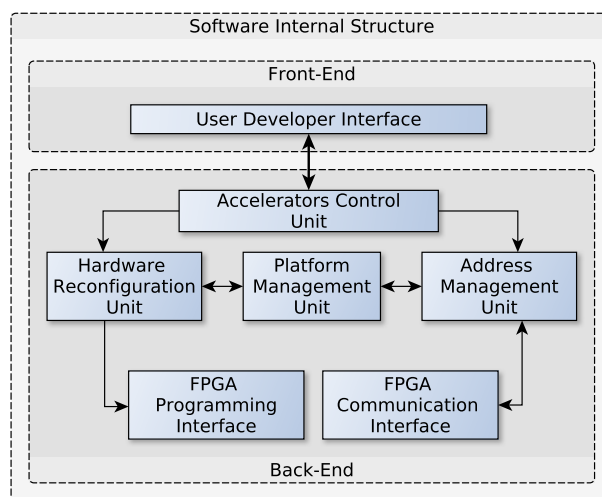 Software Internal Structure
Front-End
User Developer Interface
Accelerators Control
Unit
Hardware
Reconfiguration
Unit
Platform
Management
Unit
Address
Management
Unit
FPGA
Programming
Interface
FPGA
Communication
Interface
Back-End